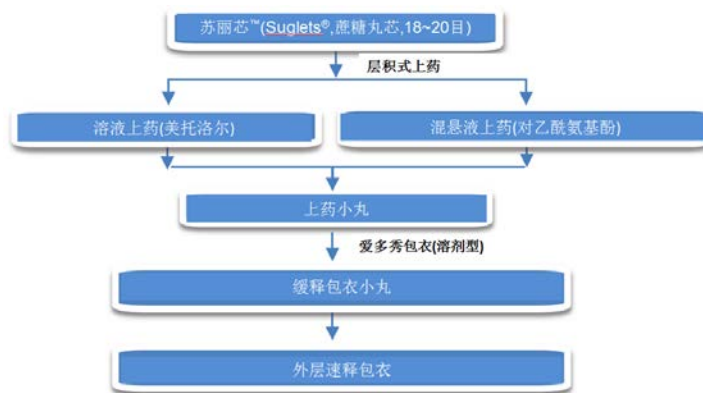 苏丽芯™(Suglets®,蔗糖丸芯,18~20目)
层积式上药
溶液上药(美托洛尔)
混悬液上药(对乙酰氨基酚)
上药小丸
爱多秀包衣(溶剂型)
缓释包衣小丸
外层速释包衣